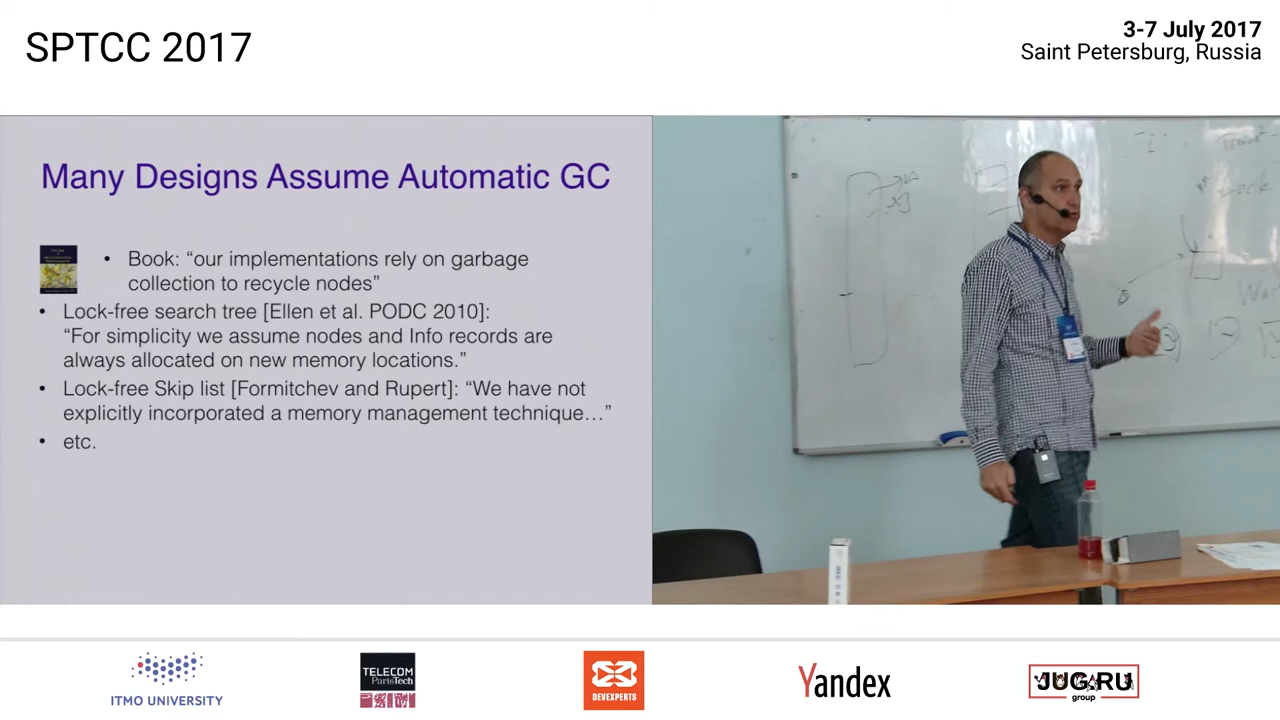 SPTCC 2017
3-7 July 2017
Saint Petersburg, Russia
Many Designs Assume Automatic GC
• Book: “our implementations rely on garbage
collection to recycle nodes”
• Lock-free search tree [Ellen et al. PODC 2010]:
“For simplicity we assume nodes and Info records are
always allocated on new memory locations.”
• Lock-free Skip list [Formitchev and Rupert]: “We have not
explicitly incorporated a memory management technique…”
• etc.
ITMO UNIVERSITY
TELECOM
ParisTech
DEVEXPERTS
Yandex
JUG.RU
group